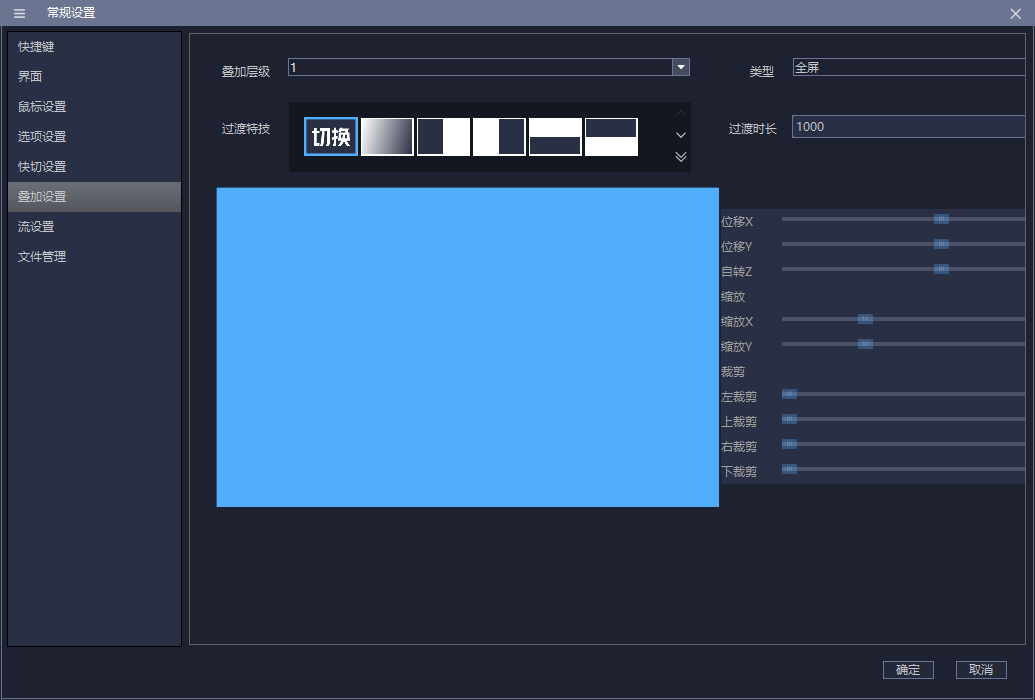 常规设置
快捷键
界面
鼠标设置
选项设置
快切设置
叠加设置
流设置
文件管理
叠加层级 1 类型 全屏
过渡特技 切换 过渡时长 1000
位移X
位移Y
自转Z
缩放
缩放X
缩放Y
裁剪
左裁剪
上裁剪
右裁剪
下裁剪
确定 取消